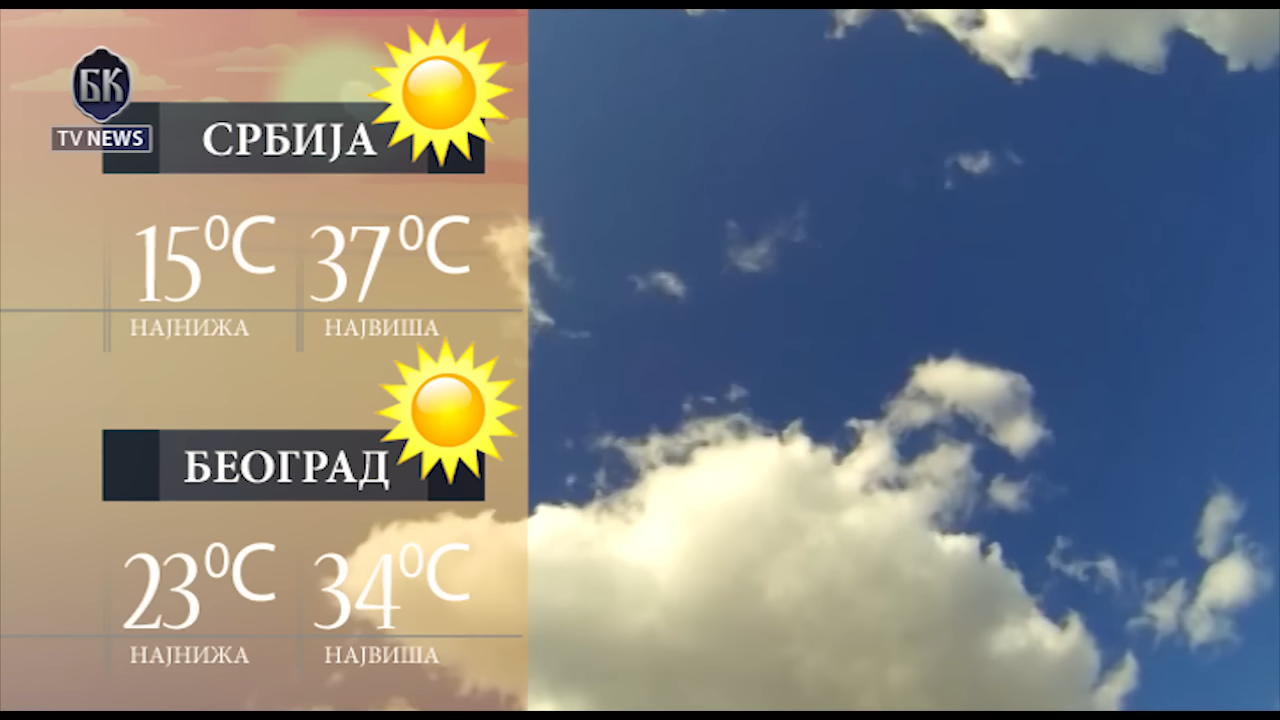 БК
TV NEWS
СРБИЈА
15°C 37°C
НАЈНИЖА НАЈВИША
БЕОГРАД
23°C 34°C
НАЈНИЖА НАЈВИША